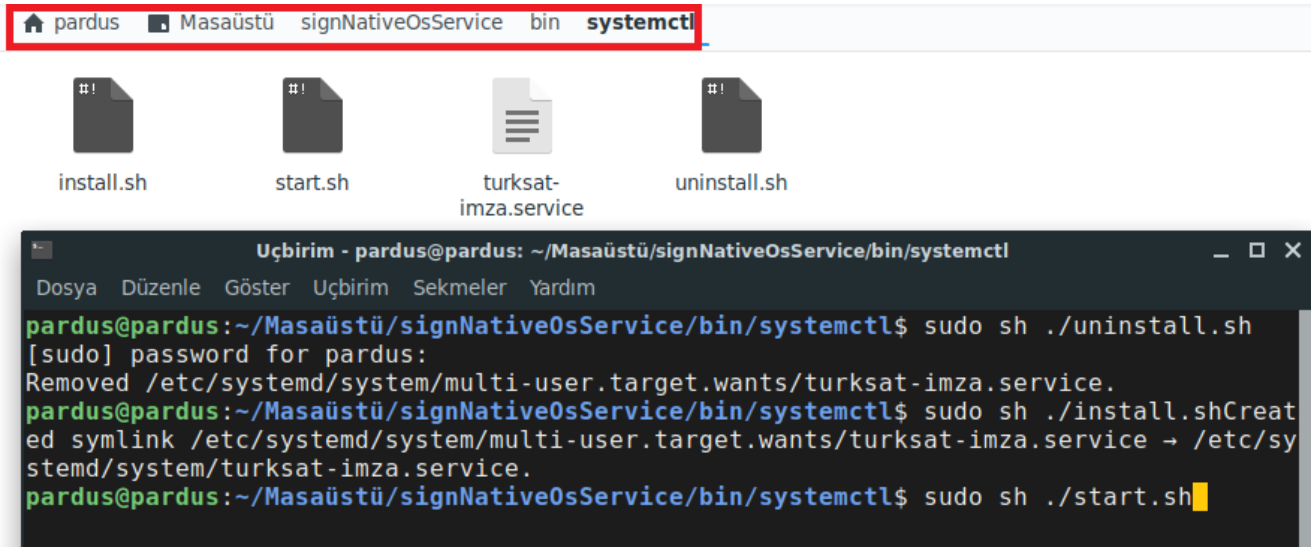 pardus Masaüstü signNativeOsService bin systemctl
#! #! #!
install.sh start.sh turksat-imza.service uninstall.sh
Uçbirim - pardus@pardus: ~/Masaüstü/signNativeOsService/bin/systemctl
Dosya Düzenle Göster Uçbirim Sekmeler Yardım
pardus@pardus:~/Masaüstü/signNativeOsService/bin/systemctl$ sudo sh ./uninstall.sh
[sudo] password for pardus:
Removed /etc/systemd/system/multi-user.target.wants/turksat-imza.service.
pardus@pardus:~/Masaüstü/signNativeOsService/bin/systemctl$ sudo sh ./install.shCreat
ed symlink /etc/systemd/system/multi-user.target.wants/turksat-imza.service → /etc/sy
stemd/system/turksat-imza.service.
pardus@pardus:~/Masaüstü/signNativeOsService/bin/systemctl$ sudo sh ./start.sh